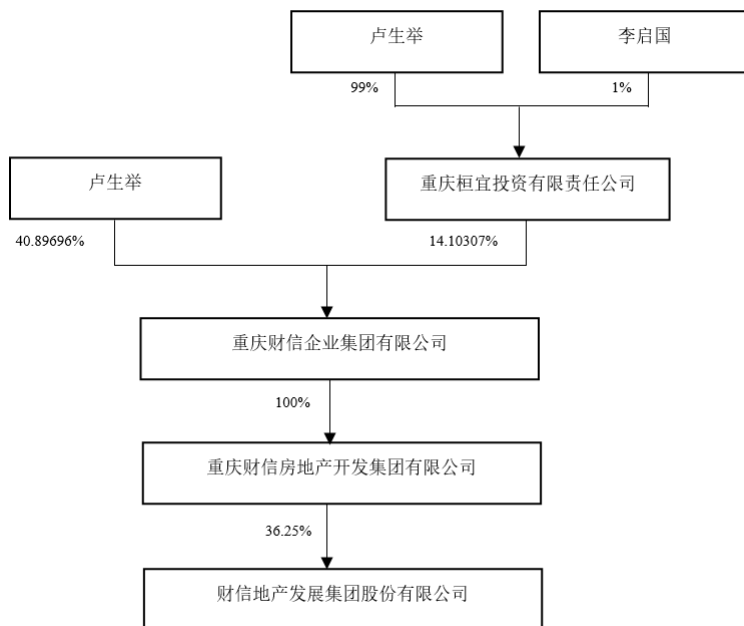 卢生举
李启国
99%
1%
卢生举
重庆桓宜投资有限责任公司
40.89696%
14.10307%
重庆财信企业集团有限公司
100%
重庆财信房地产开发集团有限公司
36.25%
财信地产发展集团股份有限公司